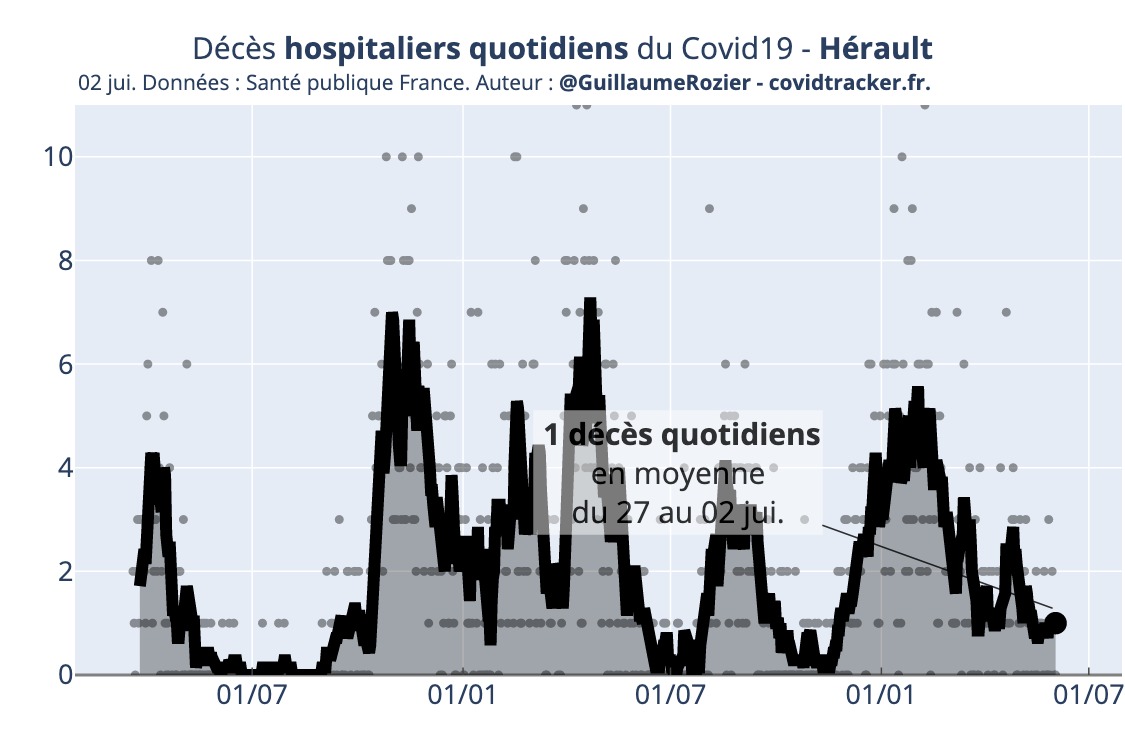 Décès hospitaliers quotidiens du Covid19 - Hérault
02 jui. Données : Santé publique France. Auteur : @GuillaumeRozier - covidtracker.fr.
10
8
6
4
2
0
1 décès quotidiens
en moyenne
du 27 au 02 jui.
01/07 01/01 01/07 01/01 01/07